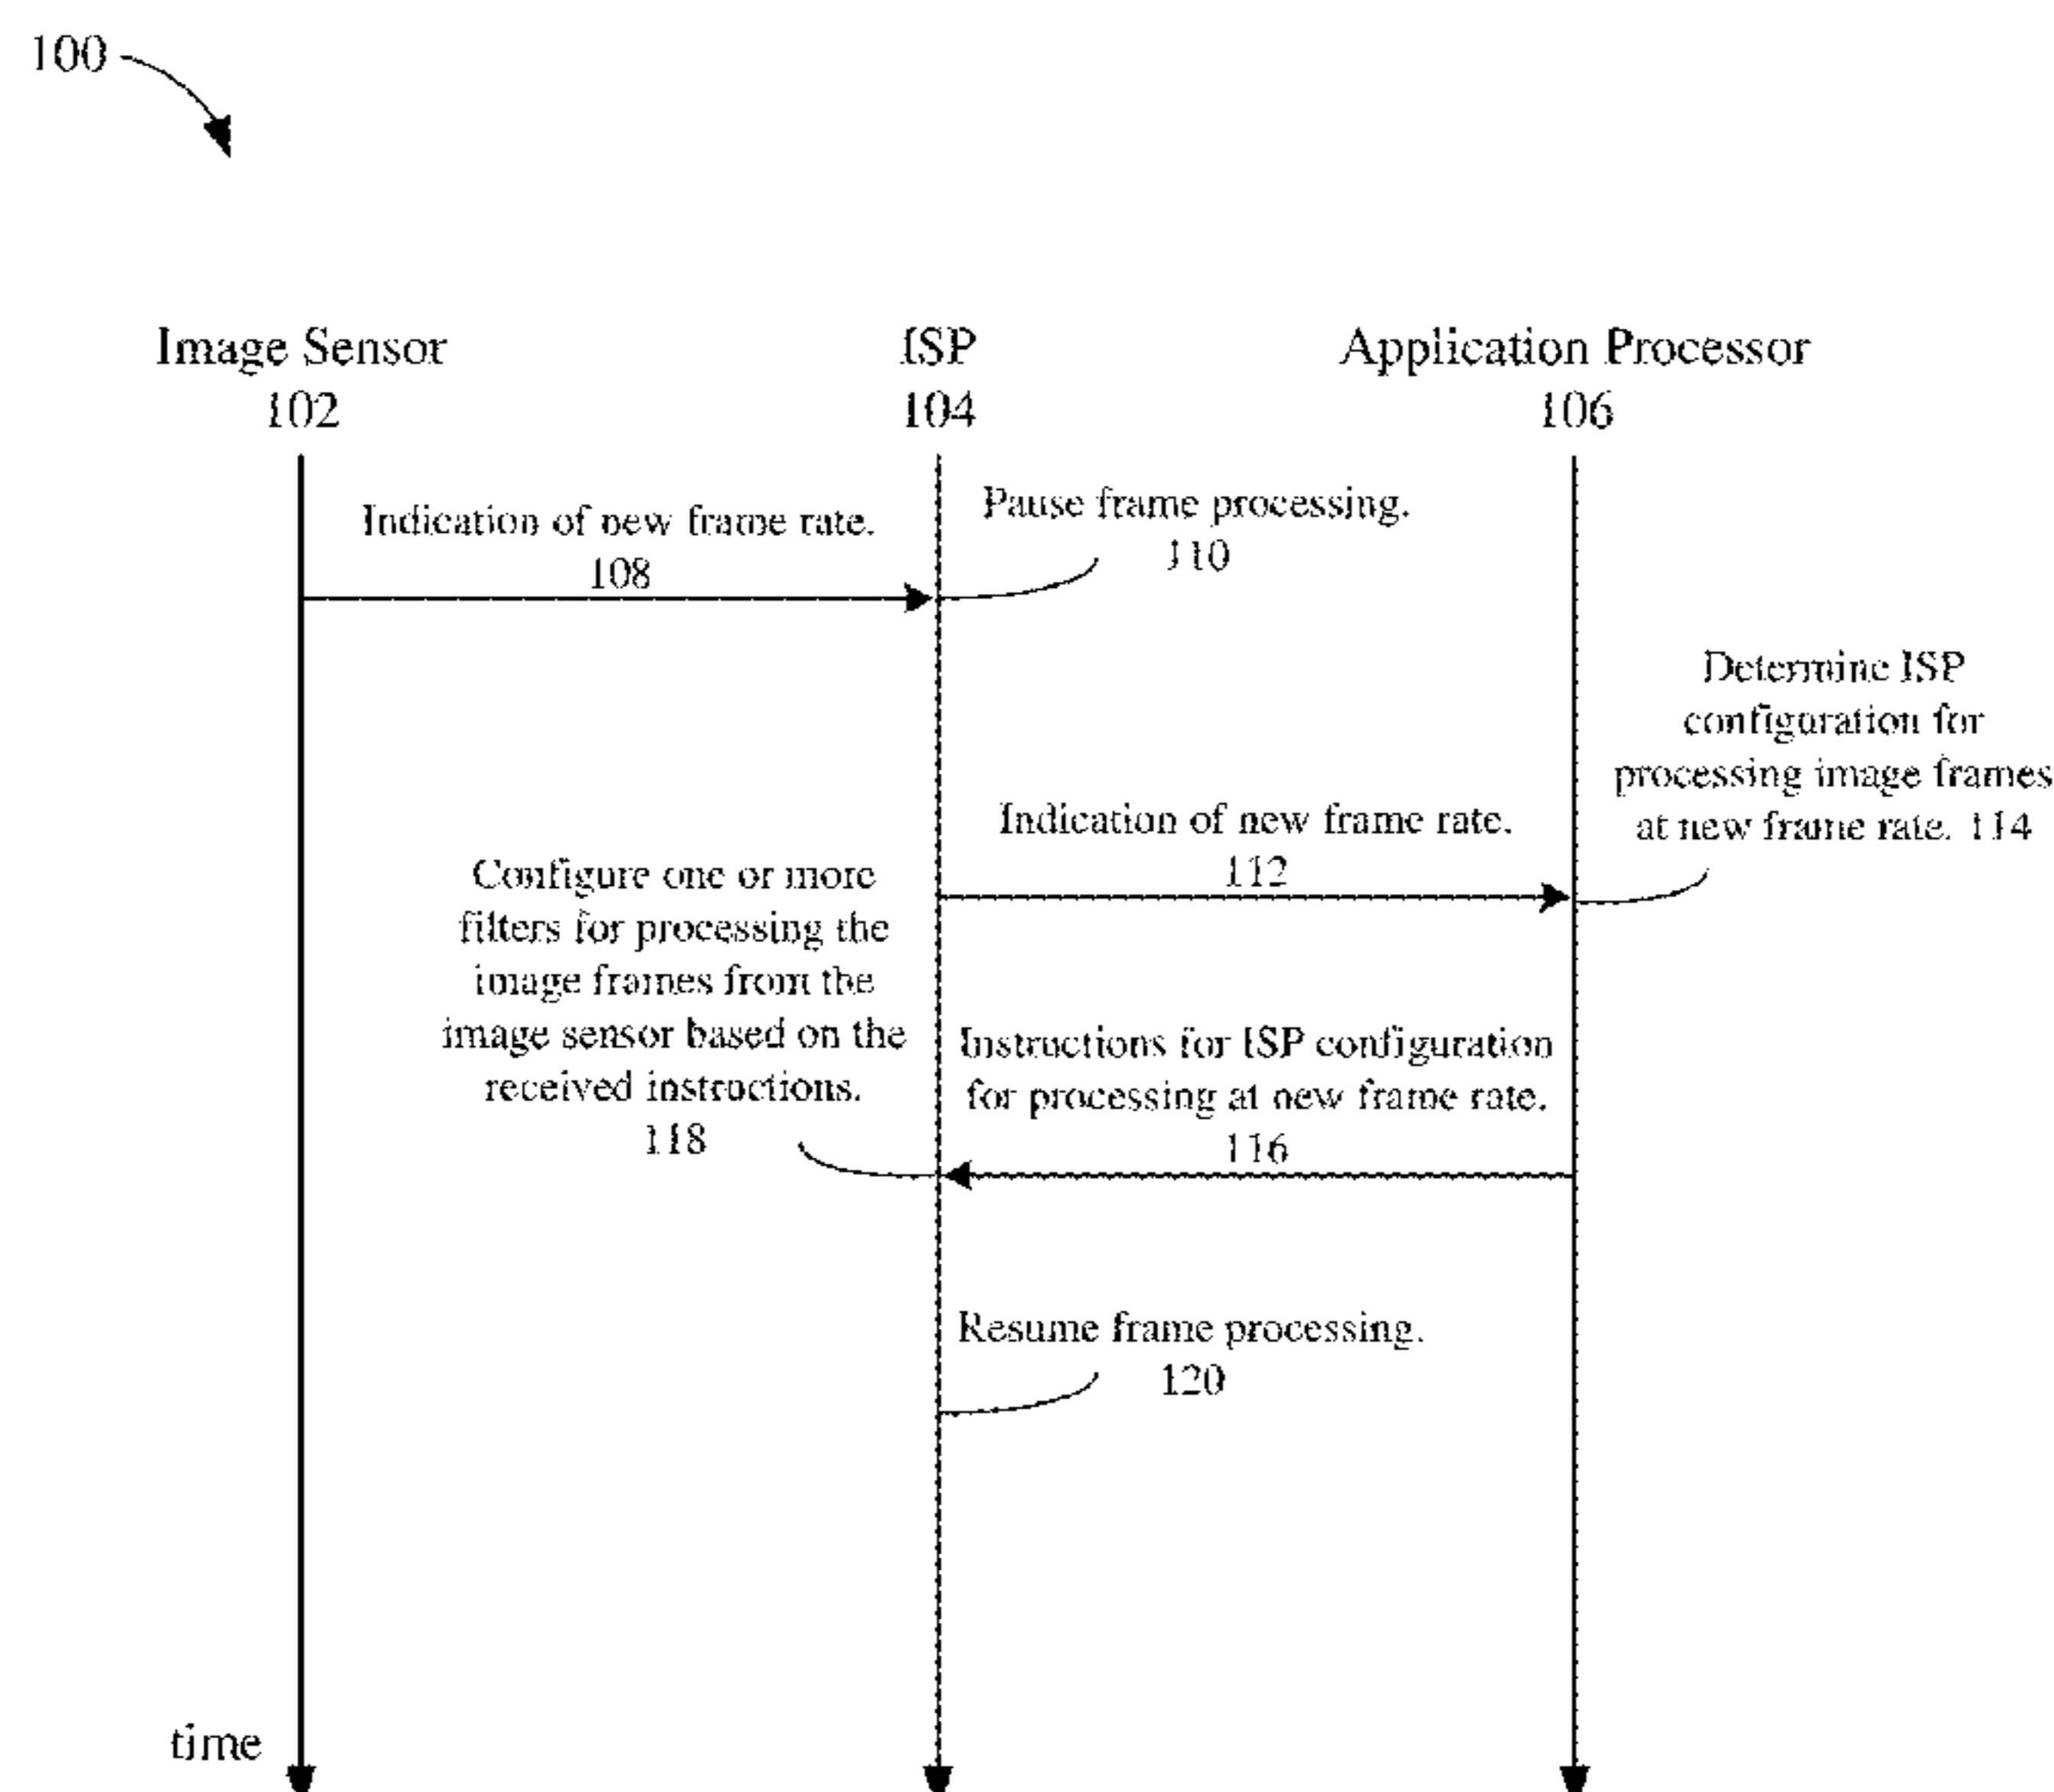 100
Image Sensor
102
ISP
104
Application Processor
106
Indication of new frame rate.
108
Pause frame processing.
110
Determine ISP
configuration for
processing image frames
at new frame rate. 114
Indication of new frame rate.
112
Configure one or more
filters for processing the
image frames from the
image sensor based on the
received instructions.
118
Instructions for ISP configuration
for processing at new frame rate.
116
Resume frame processing.
120
time